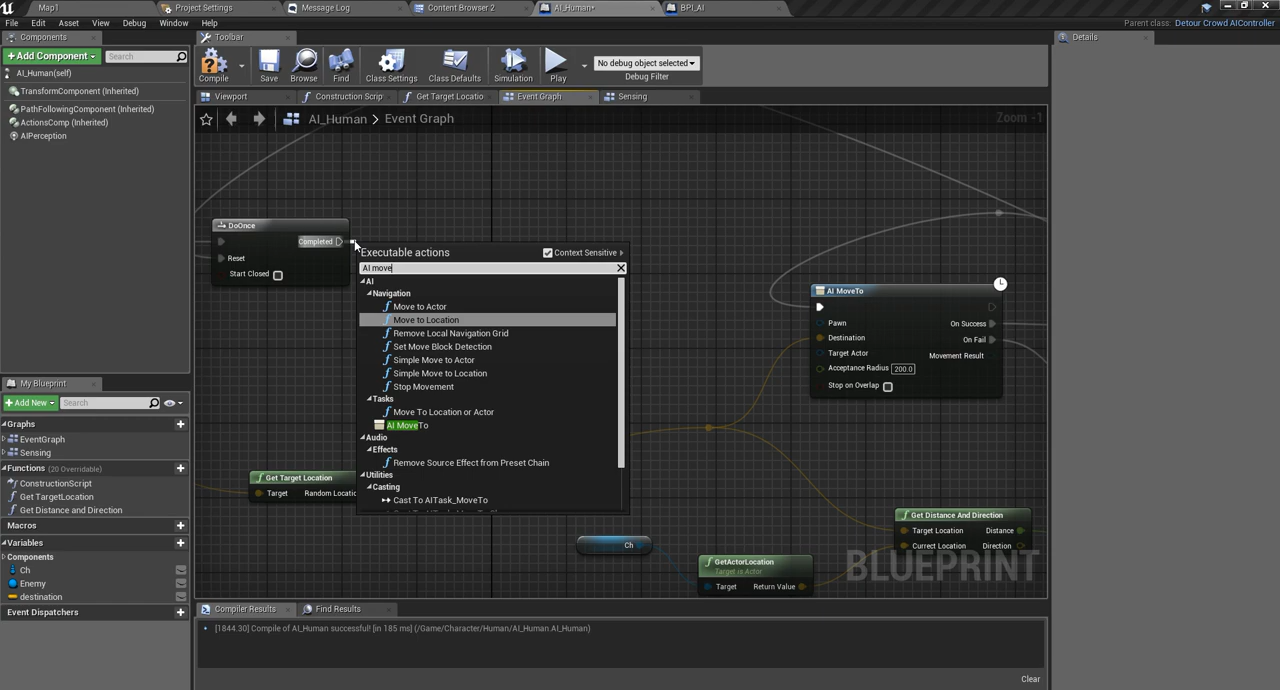 Map1
Project Settings
Message Log
Content Browser 2
AI_Human*
BPI_AI
File Edit Asset View Debug Window Help
Parent class: Detour Crowd AIController
Components
Toolbar
Details
+ Add Component
Search
AI_Human(self)
TransformComponent (Inherited)
PathFollowingComponent (Inherited)
ActionsComp (Inherited)
AIPerception
Compile
Save
Browse
Find
Class Settings
Class Defaults
Simulation
Play
No debug object selected
Debug Filter
Viewport
Construction Scrip
Get Target Locatio
Event Graph
Sensing
AI_Human > Event Graph
Zoom -1
DoOnce
Completed
Reset
Start Closed
Executable actions
Context Sensitive
AI move
AI
Navigation
Move to Actor
Move to Location
Remove Local Navigation Grid
Set Move Block Detection
Simple Move to Actor
Simple Move to Location
Stop Movement
Tasks
Move To Location or Actor
AI MoveTo
Audio
Effects
Remove Source Effect from Preset Chain
Utilities
Casting
Cast To AITask_MoveTo
AI MoveTo
Pawn
On Success
Destination
On Fail
Target Actor
Movement Result
Acceptance Radius 200.0
Stop on Overlap
Get Target Location
Target
Random Locatio
Ch
GetActorLocation
Target is Actor
Target
Return Value
Get Distance And Direction
Target Location
Distance
Currect Location
Direction
BLUEPRINT
My Blueprint
+ Add New
Search
Graphs
EventGraph
Sensing
Functions (20 Overridable)
ConstructionScript
Get TargetLocation
Get Distance and Direction
Macros
Variables
Components
Ch
Enemy
destination
Event Dispatchers
Compiler Results
Find Results
[1844.30] Compile of AI_Human successful! [in 185 ms] (/Game/Character/Human/AI_Human.AI_Human)
Clear